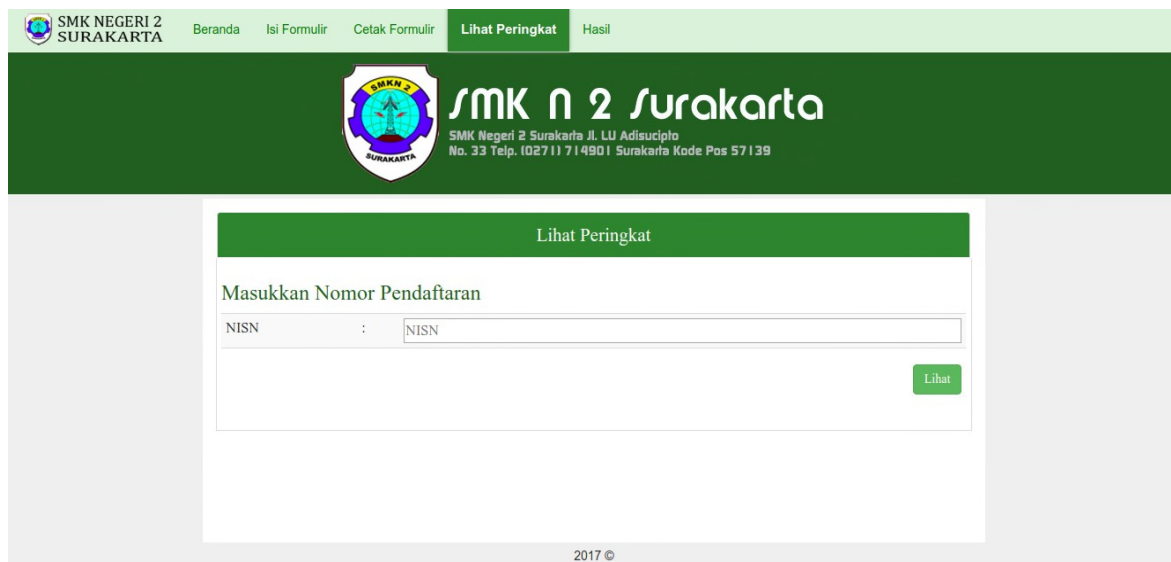 SMK NEGERI 2
SURAKARTA
Beranda Isi Formulir Cetak Formulir Lihat Peringkat Hasil
SMKN 2
SURAKARTA
SMK N 2 Surakarta
SMK Negeri 2 Surakarta Jl. LU Adisucipto
No. 33 Telp. (0271) 714901 Surakarta Kode Pos 57139
Lihat Peringkat
Masukkan Nomor Pendaftaran
NISN : NISN
Lihat
2017 ©